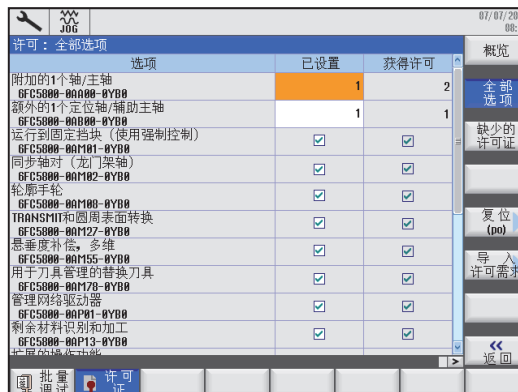 JOG
07/07/20
08:
许可: 全部选项
选项 已设置 获得许可
附加的1个轴/主轴 1 2
6FC5800-0AA00-0YB0
额外的1个定位轴/辅助主轴 1 1
6FC5800-0AB00-0YB0
运行到固定挡块 (使用强制控制)
6FC5800-0AM01-0YB0
同步轴对 (龙门架轴)
6FC5800-0AM02-0YB0
轮廓手轮
6FC5800-0AM08-0YB0
TRANSMIT和圆周表面转换
6FC5800-0AM27-0YB0
悬垂度补偿, 多维
6FC5800-0AM55-0YB0
用于刀具管理的替换刀具
6FC5800-0AM78-0YB0
管理网络驱动器
6FC5800-0AP01-0YB0
剩余材料识别和加工
6FC5800-0AP13-0YB0
扩展的操作功能
概览
全部
选项
缺少的
许可证
复位
(po)
导入
许可需求
«
返回
批量
调试
许可
证